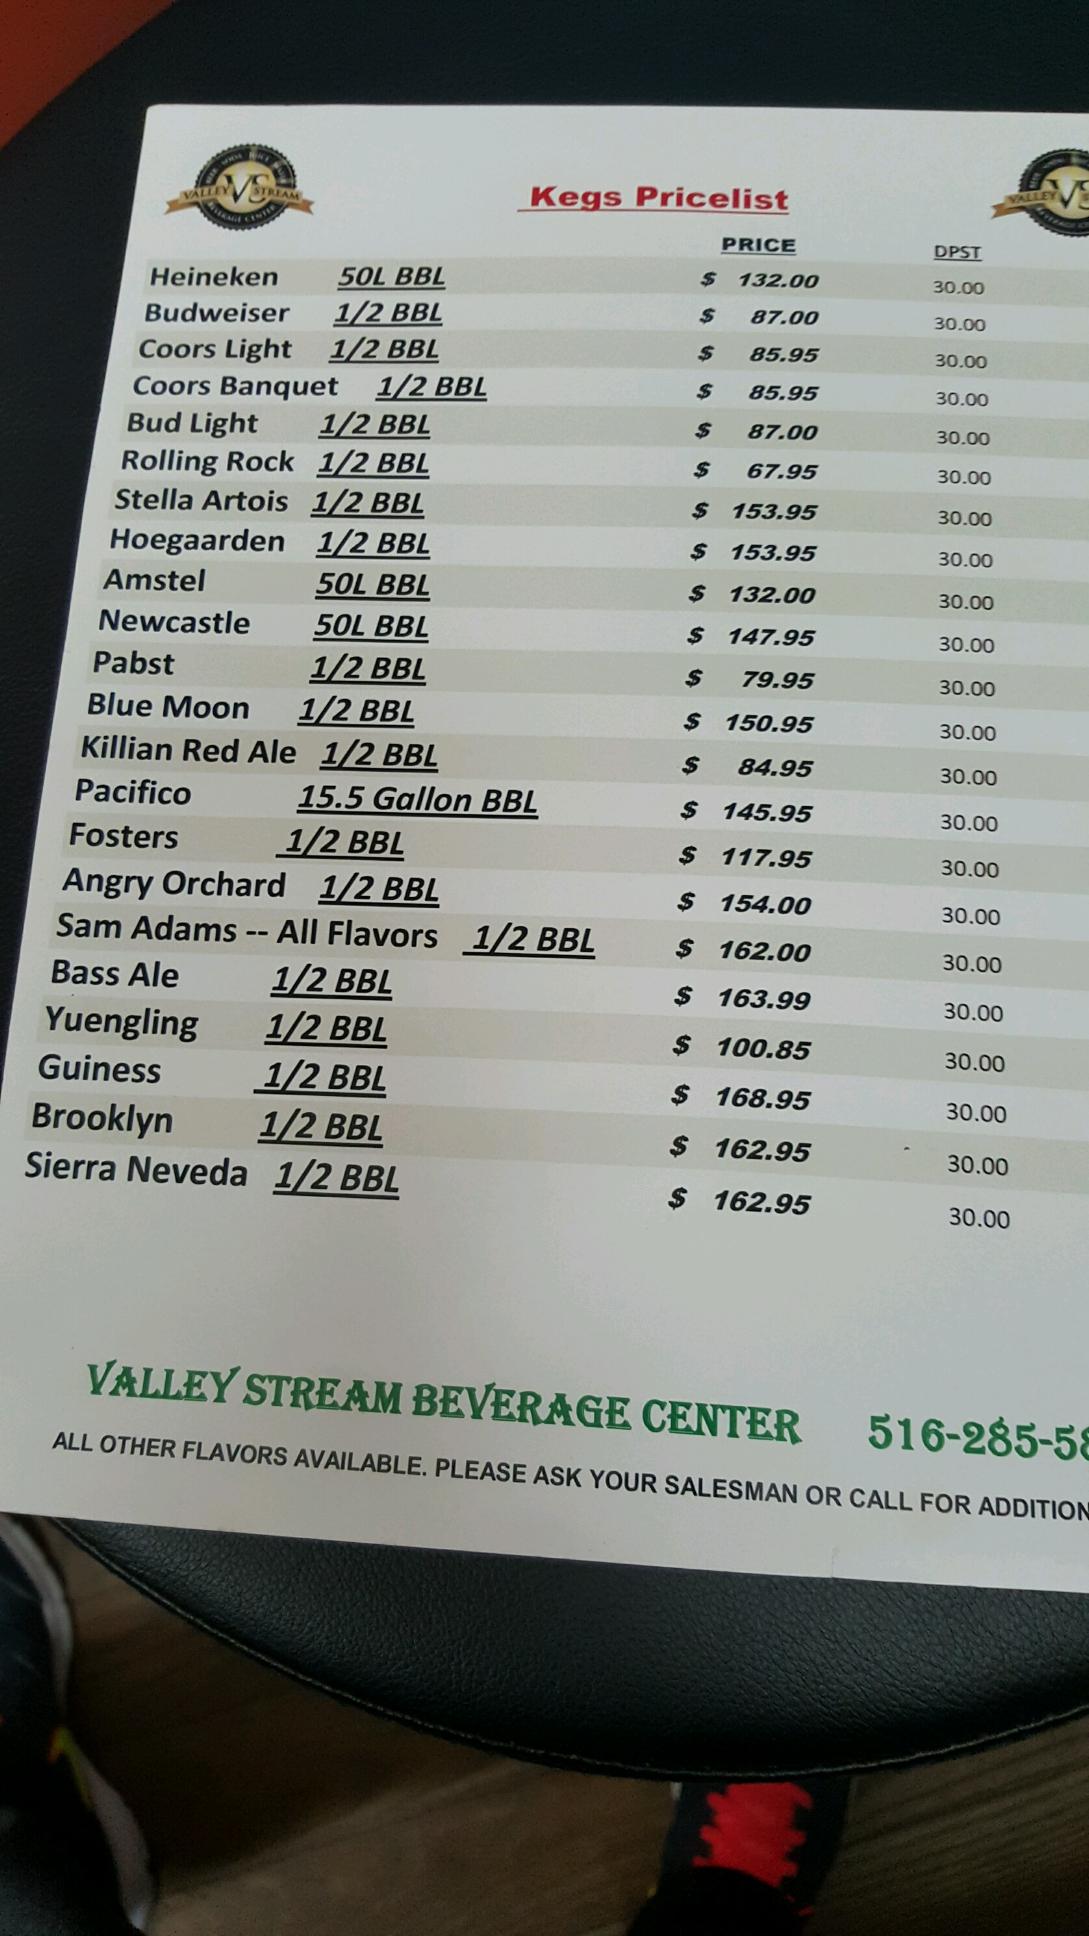 VALLEY VS STREAM
BEVERAGE CENTER
VALLEY VS
Kegs Pricelist
PRICE DPST
Heineken 50L BBL $ 132.00 30.00
Budweiser 1/2 BBL $ 87.00 30.00
Coors Light 1/2 BBL $ 85.95 30.00
Coors Banquet 1/2 BBL $ 85.95 30.00
Bud Light 1/2 BBL $ 87.00 30.00
Rolling Rock 1/2 BBL $ 67.95 30.00
Stella Artois 1/2 BBL $ 153.95 30.00
Hoegaarden 1/2 BBL $ 153.95 30.00
Amstel 50L BBL $ 132.00 30.00
Newcastle 50L BBL $ 147.95 30.00
Pabst 1/2 BBL $ 79.95 30.00
Blue Moon 1/2 BBL $ 150.95 30.00
Killian Red Ale 1/2 BBL $ 84.95 30.00
Pacifico 15.5 Gallon BBL $ 145.95 30.00
Fosters 1/2 BBL $ 117.95 30.00
Angry Orchard 1/2 BBL $ 154.00 30.00
Sam Adams -- All Flavors 1/2 BBL $ 162.00 30.00
Bass Ale 1/2 BBL $ 163.99 30.00
Yuengling 1/2 BBL $ 100.85 30.00
Guiness 1/2 BBL $ 168.95 30.00
Brooklyn 1/2 BBL $ 162.95 30.00
Sierra Neveda 1/2 BBL $ 162.95 30.00
VALLEY STREAM BEVERAGE CENTER 516-285-58
ALL OTHER FLAVORS AVAILABLE. PLEASE ASK YOUR SALESMAN OR CALL FOR ADDITION